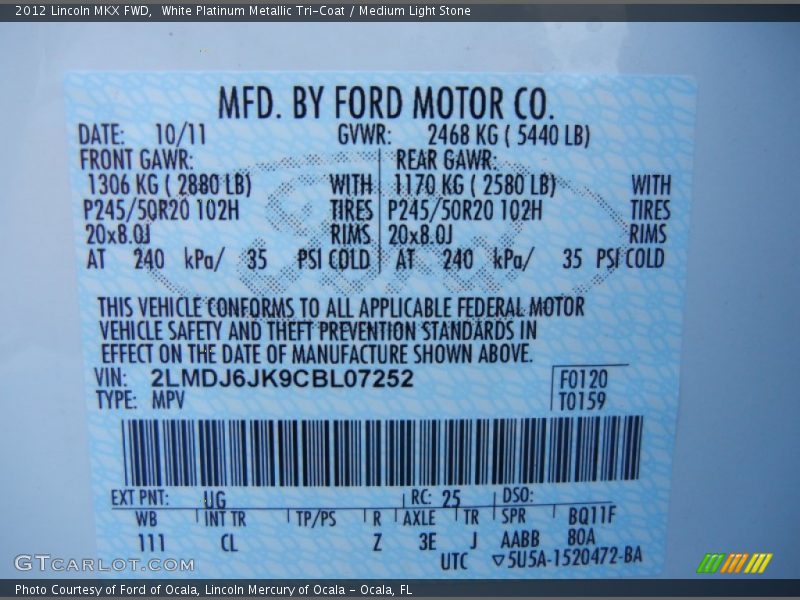 2012 Lincoln MKX FWD,  White Platinum Metallic Tri-Coat / Medium Light Stone
MFD. BY FORD MOTOR CO.
DATE: 10/11 GVWR: 2468 KG ( 5440 LB)
FRONT GAWR: REAR GAWR:
1306 KG ( 2880 LB) WITH 1170 KG ( 2580 LB) WITH
P245/50R20 102H TIRES P245/50R20 102H TIRES
20x8.0J RIMS 20x8.0J RIMS
AT 240 kPa/ 35 PSI COLD AT 240 kPa/ 35 PSI COLD
THIS VEHICLE CONFORMS TO ALL APPLICABLE FEDERAL MOTOR
VEHICLE SAFETY AND THEFT PREVENTION STANDARDS IN
EFFECT ON THE DATE OF MANUFACTURE SHOWN ABOVE.
VIN: 2LMDJ6JK9CBL07252 F0120
TYPE: MPV T0159
EXT PNT: UG RC: 25 DSO:
WB INT TR TP/PS R AXLE TR SPR BQ11F
111 CL Z 3E J AABB 80A
UTC ▽5U5A-1520472-BA
GTCARLOT.COM
Photo Courtesy of Ford of Ocala, Lincoln Mercury of Ocala - Ocala, FL